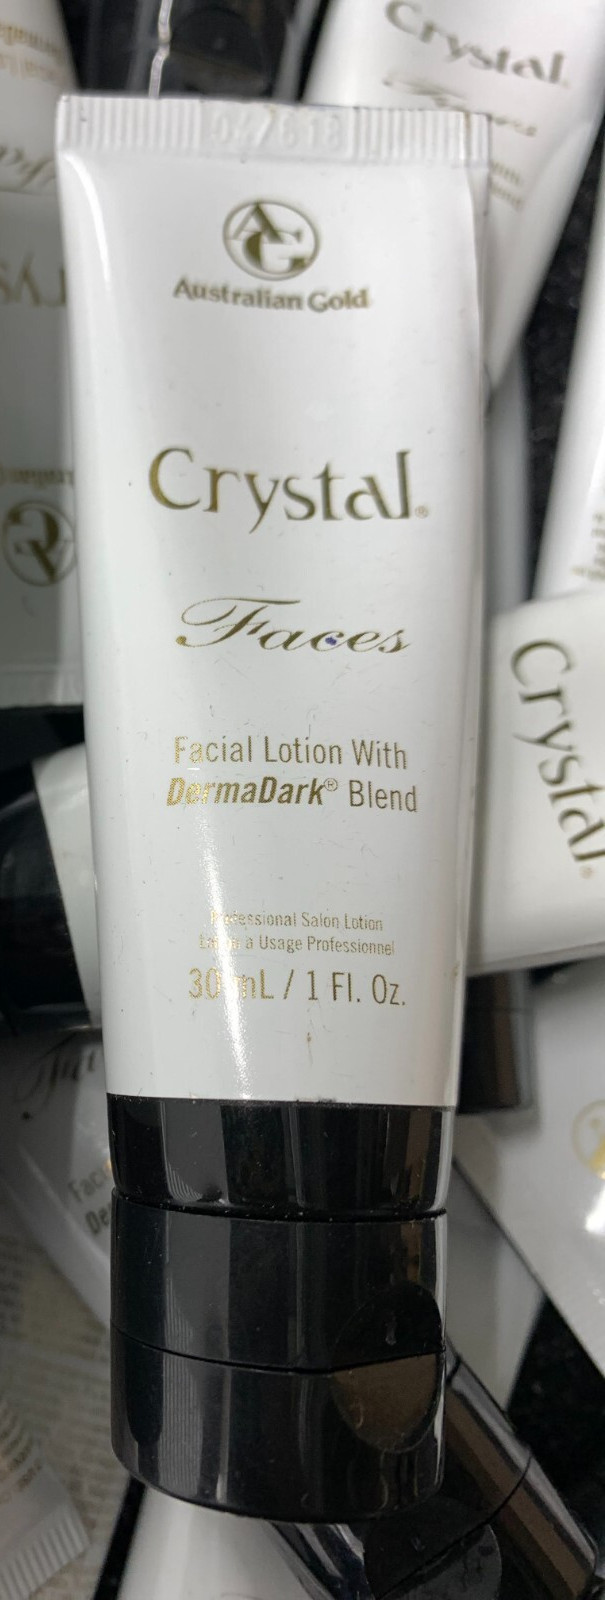 Crystal
AG
Australian Gold
Crystal®
Faces
Facial Lotion With
DermaDark® Blend
Professional Salon Lotion
a Usage Professionnel
30 mL / 1 Fl. Oz.
Crystal®